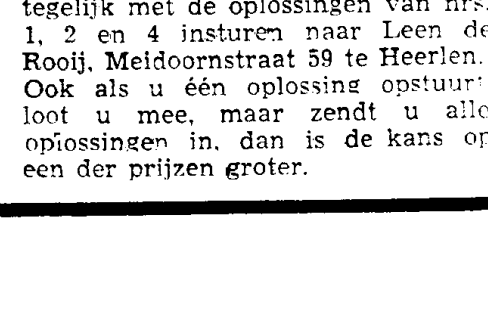 tegelijk met de oplossingen van nrs.
1, 2 en 4 insturen naar Leen de
Rooij, Meidoornstraat 59 te Heerlen.
Ook als u één oplossing opstuurt
loot u mee, maar zendt u alle
oplossingen in, dan is de kans op
een der prijzen groter.